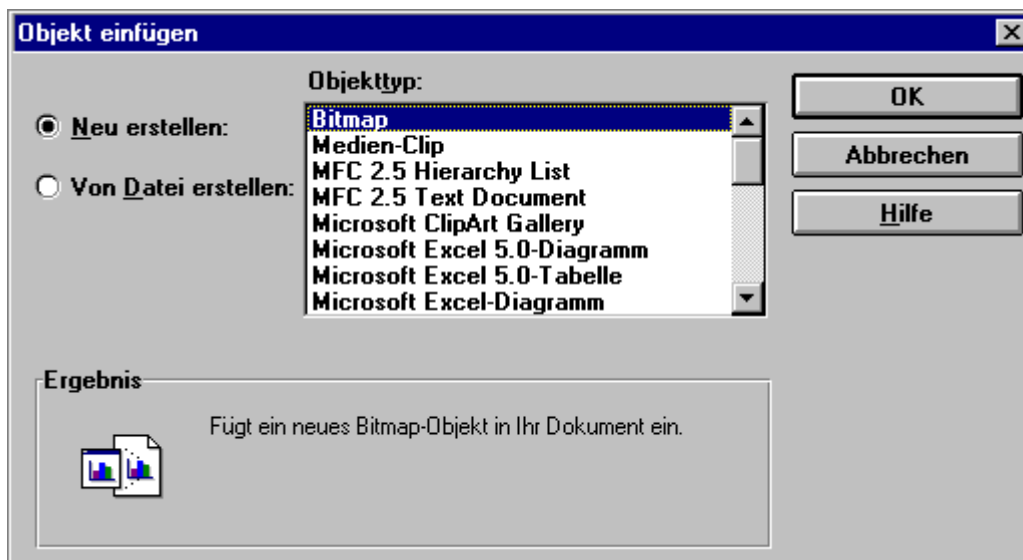 Objekt einfügen
Neu erstellen:
Von Datei erstellen:
Objekttyp:
Bitmap
Medien-Clip
MFC 2.5 Hierarchy List
MFC 2.5 Text Document
Microsoft ClipArt Gallery
Microsoft Excel 5.0-Diagramm
Microsoft Excel 5.0-Tabelle
Microsoft Excel-Diagramm
OK
Abbrechen
Hilfe
Ergebnis
Fügt ein neues Bitmap-Objekt in Ihr Dokument ein.